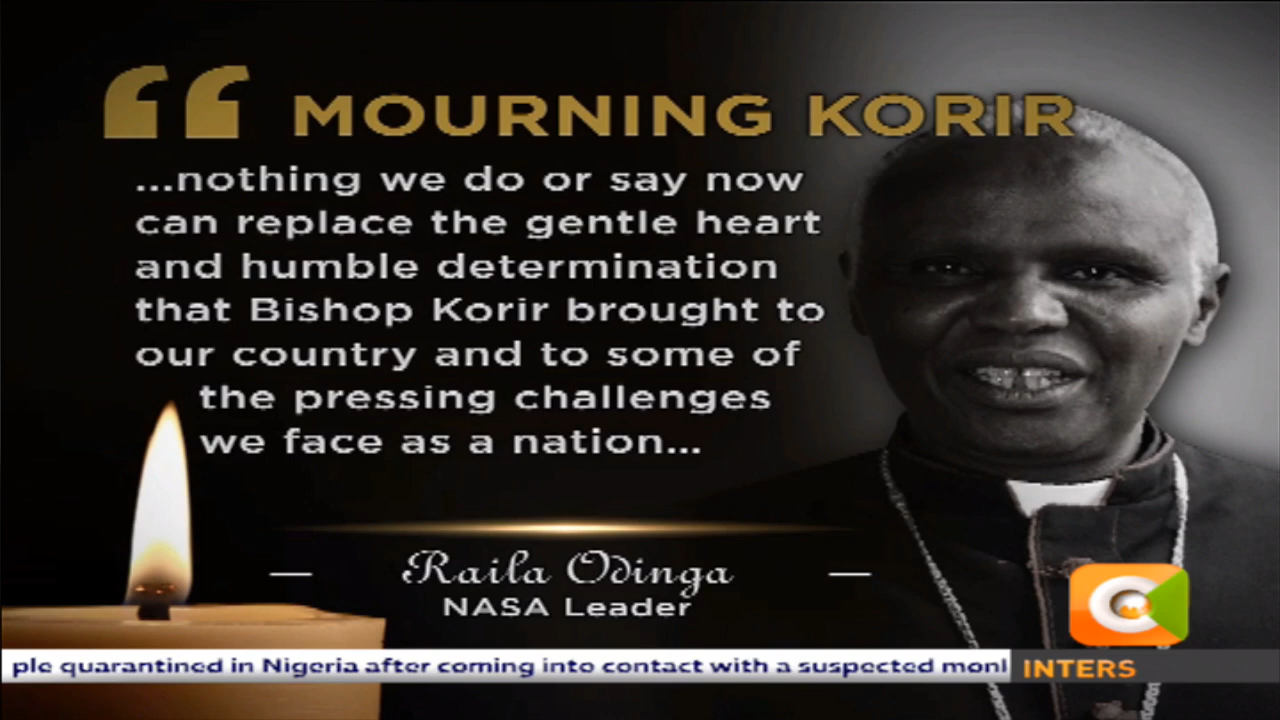 “ MOURNING KORIR
...nothing we do or say now
can replace the gentle heart
and humble determination
that Bishop Korir brought to
our country and to some of
the pressing challenges
we face as a nation...
— Raila Odinga —
NASA Leader
ple quarantined in Nigeria after coming into contact with a suspected monl
INTERS